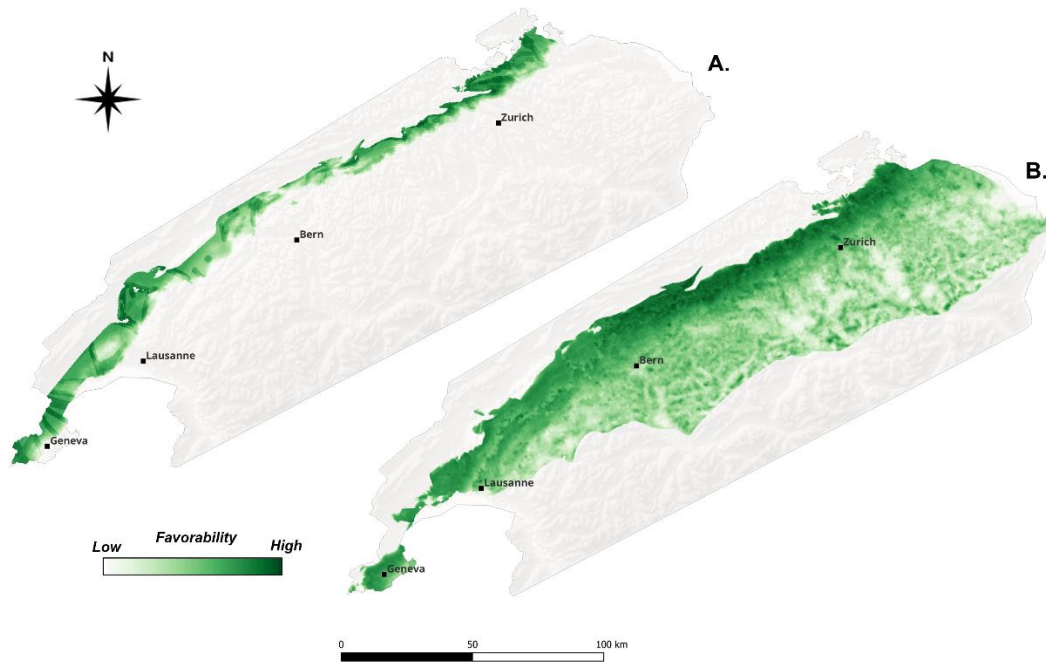 N
A.
Zurich
Bern
Lausanne
Geneva
B.
Zurich
Bern
Lausanne
Geneva
Low Favorability High
0 50 100 km